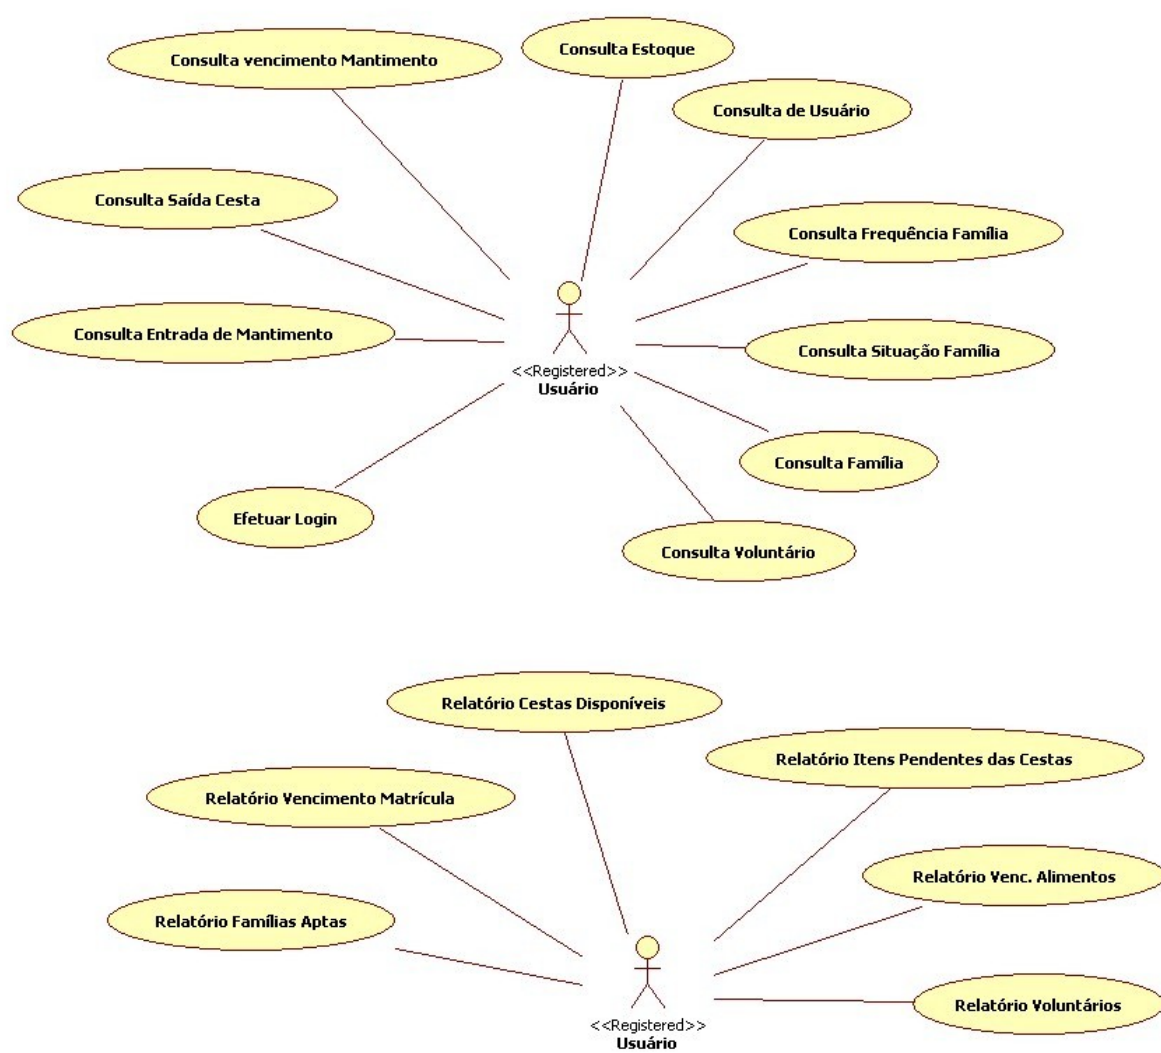 Consulta Estoque
Consulta vencimento Mantimento
Consulta de Usuário
Consulta Saída Cesta
Consulta Frequência Família
Consulta Entrada de Mantimento
Consulta Situação Família
<<Registered>>
Usuário
Consulta Família
Efetuar Login
Consulta Voluntário
Relatório Cestas Disponíveis
Relatório Itens Pendentes das Cestas
Relatório Vencimento Matrícula
Relatório Venc. Alimentos
Relatório Famílias Aptas
Relatório Voluntários
<<Registered>>
Usuário